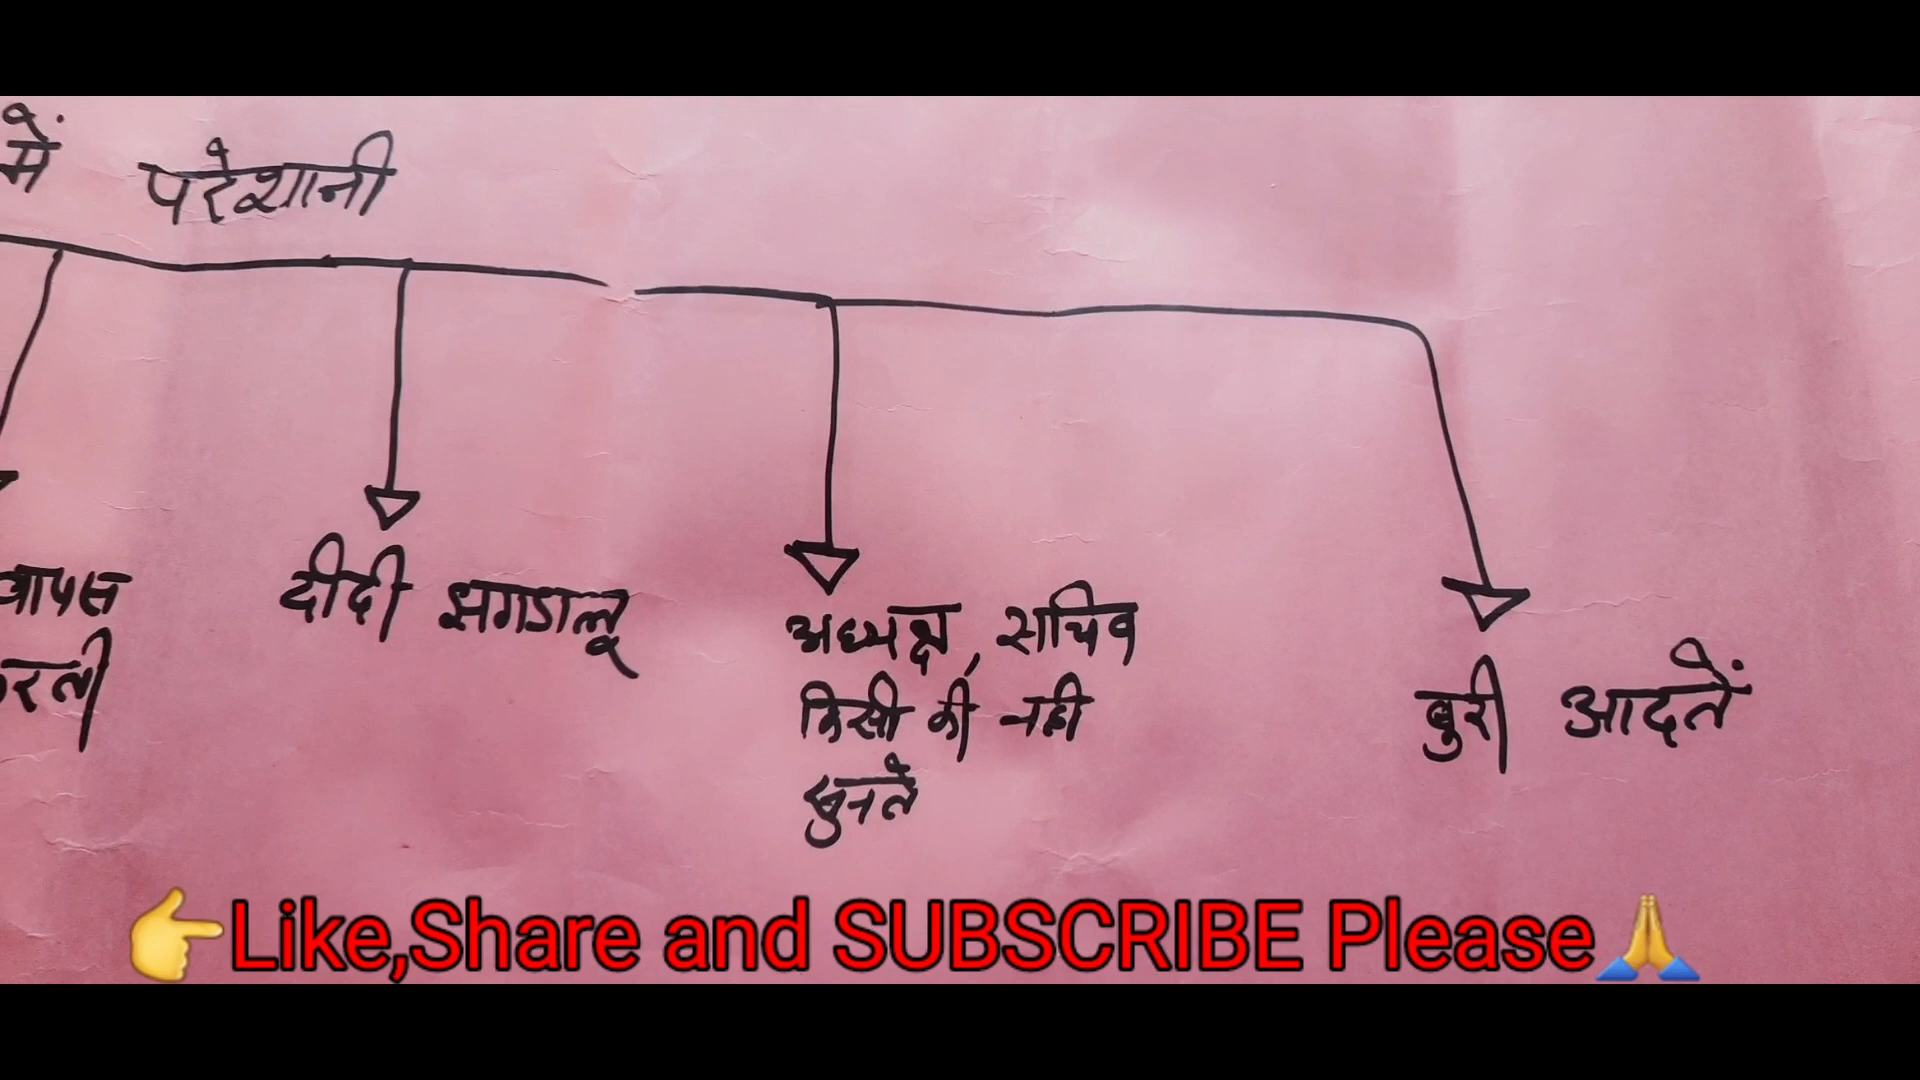 में परेशानी
वापस
करती
दीदी झगडालू
अध्यक्ष, सचिव
किसी की नही
सुनते
बुरी आदतें
👉Like,Share and SUBSCRIBE Please🙏